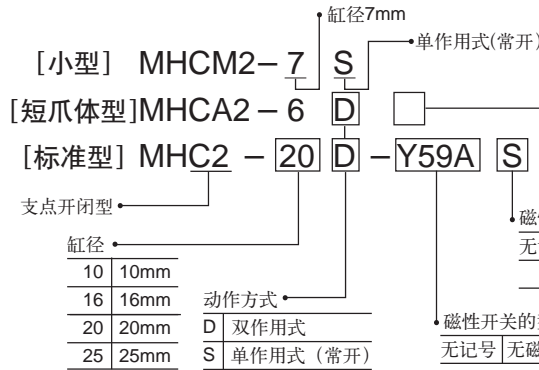 缸径7mm
[小型] MHCM2－7 S 单作用式(常开)
[短爪体型]MHCA2－6 D
[标准型] MHC2 － 20 D － Y59A S
支点开闭型
缸径
10 10mm
16 16mm
20 20mm
25 25mm
动作方式
D 双作用式
S 单作用式（常开）
磁性开关的
无记号 无磁
无